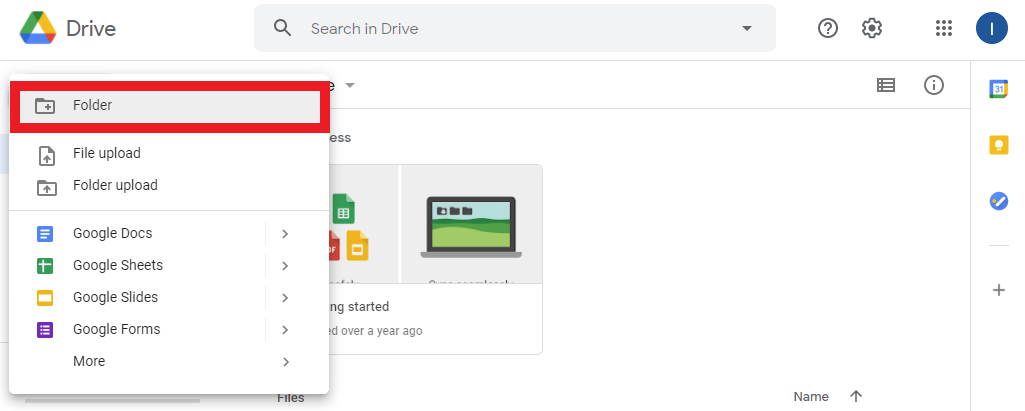 Drive
Search in Drive
I
Folder
File upload
Folder upload
Google Docs
Google Sheets
Google Slides
Google Forms
More
e
ess
31
ng started
ed over a year ago
Files
Name